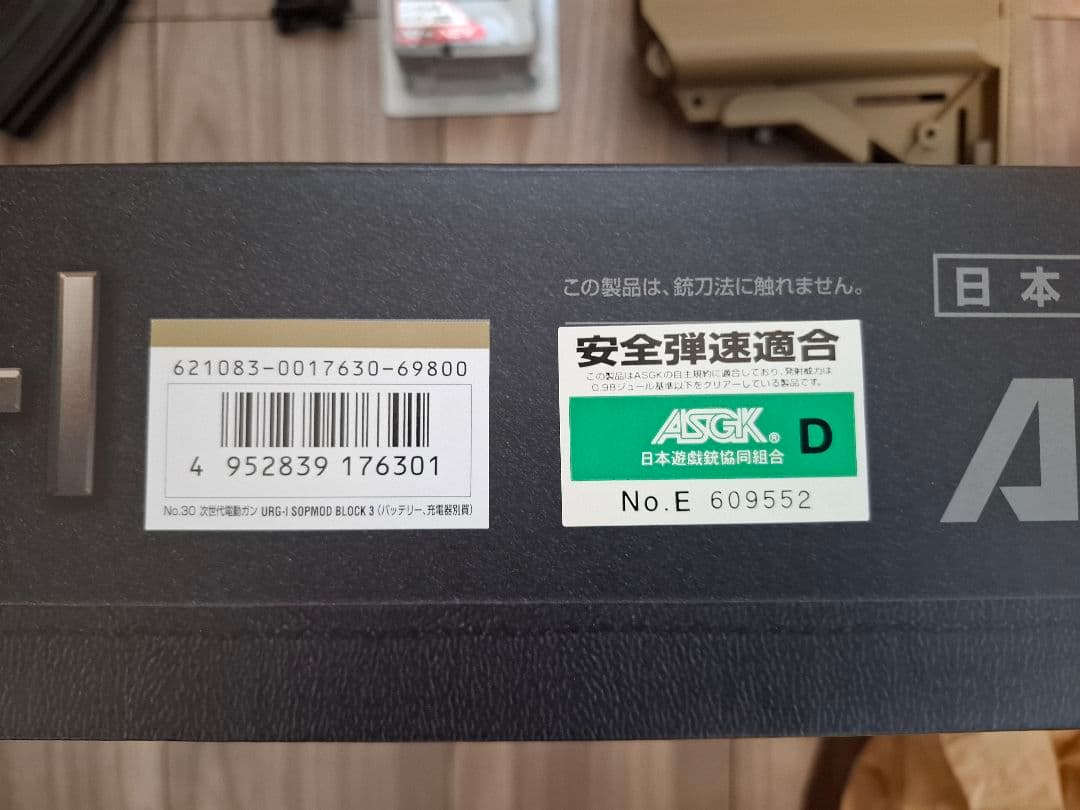 この製品は、銃刀法に触れません。
日本
621083-0017630-69800
4 952839 176301
No.30 次世代電動ガン URG-I SOPMOD BLOCK 3 (バッテリー、充電器別買)
安全弾速適合
この製品はASGKの自主規約に適合しており、発射威力は
0.98ジュール基準以下をクリアーしている製品です。
ASGK® D
日本遊戯銃協同組合
No.E 609552